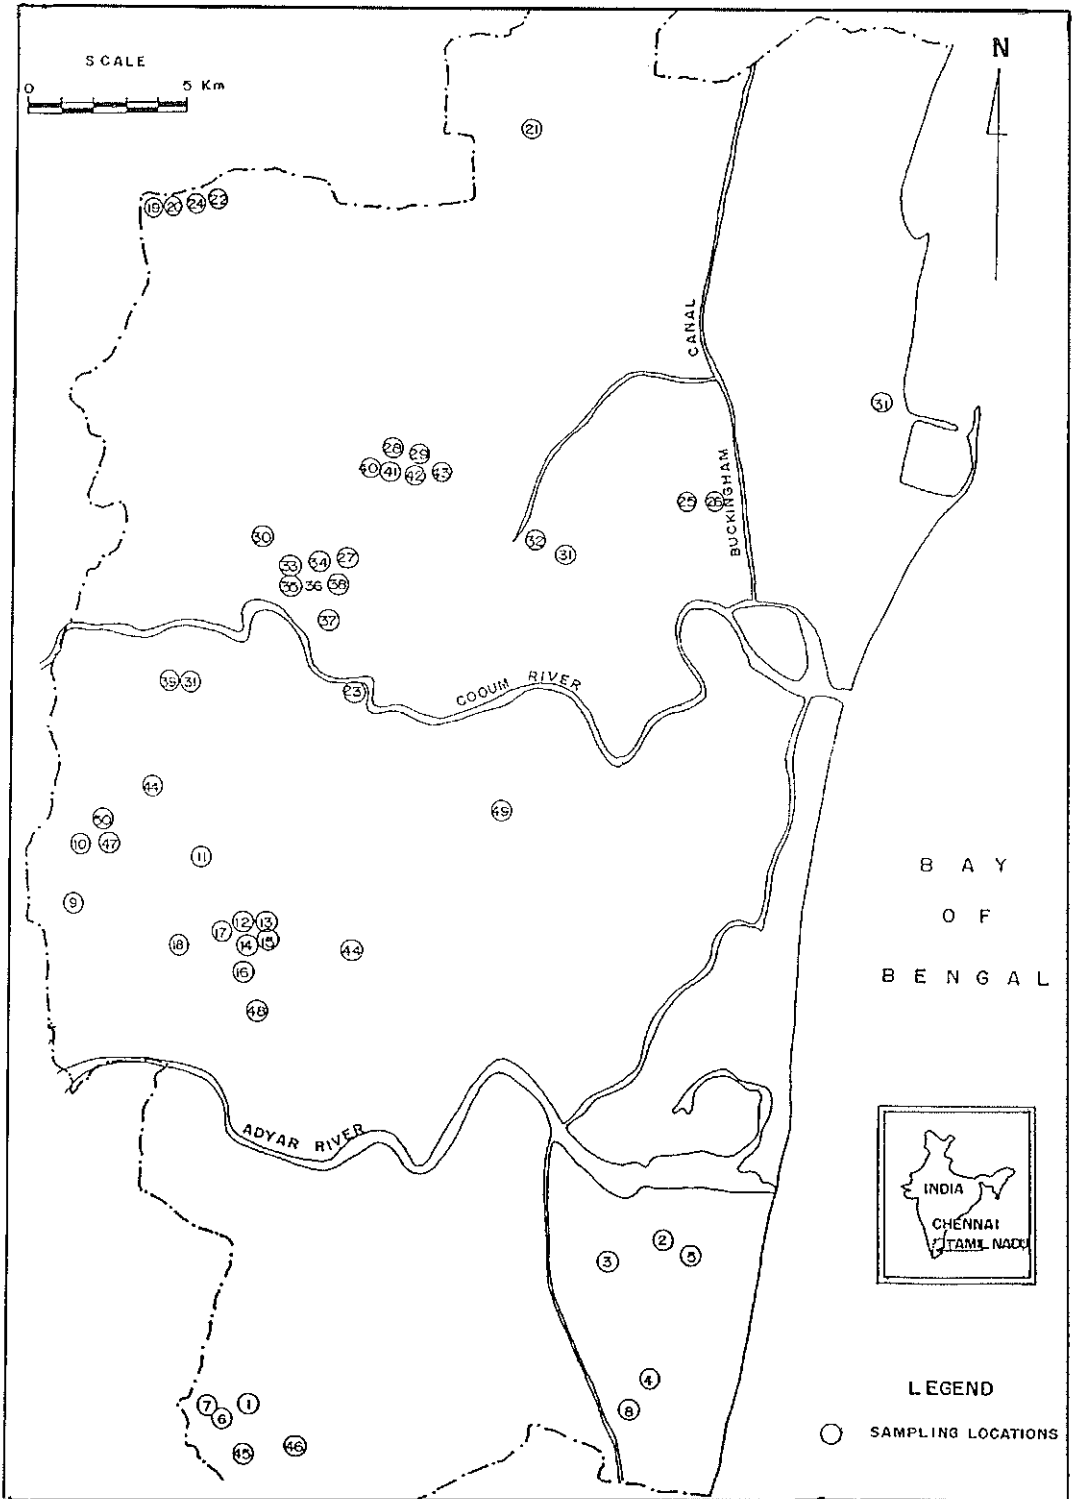 SCALE
0 5 Km
N
21
19 20 24 22
CANAL
31
28 29
40 41 42 43
BUCKINGHAM
25 26
30
32 31
33 34 27
35 36 38
37
39 31
23
COOUM RIVER
44
50
49
10 47
11
BAY
OF
BENGAL
9
12 13
17
18 14 15
44
16
48
ADYAR RIVER
INDIA
CHENNAI
TAMIL NADU
2
3 5
4
8
7 1
6
45 46
LEGEND
SAMPLING LOCATIONS